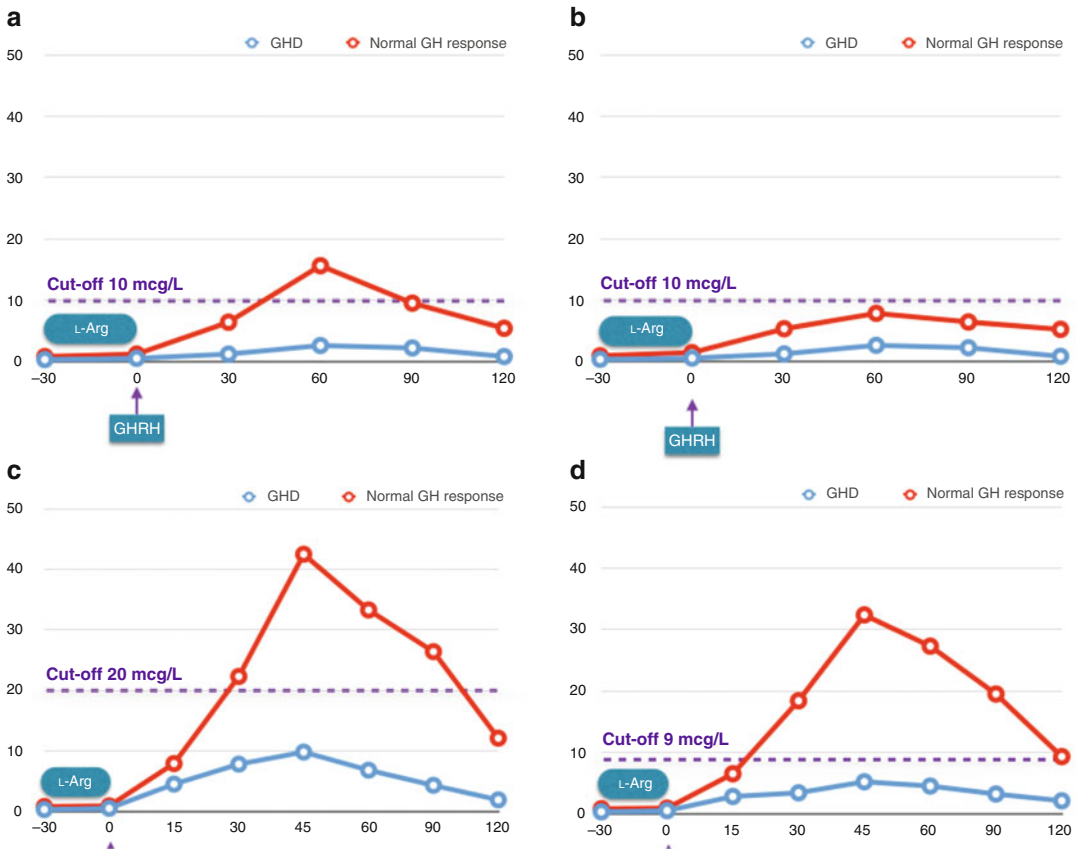 a
GHD Normal GH response
50
40
30
20
Cut-off 10 mcg/L
10
L-Arg
0
–30 0 30 60 90 120
GHRH
b
GHD Normal GH response
50
40
30
20
Cut-off 10 mcg/L
10
L-Arg
0
–30 0 30 60 90 120
GHRH
c
GHD Normal GH response
50
40
30
Cut-off 20 mcg/L
20
10
L-Arg
0
–30 0 15 30 45 60 90 120
d
GHD Normal GH response
50
40
30
20
Cut-off 9 mcg/L
10
L-Arg
0
–30 0 15 30 45 60 90 120